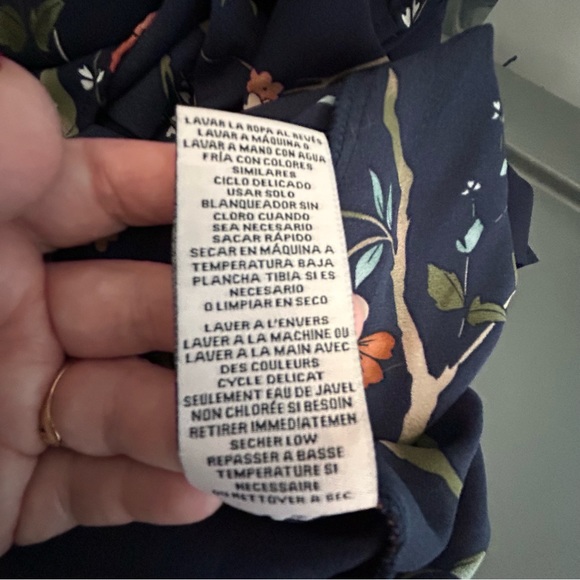 LAVAR LA ROPA AL REVÉS
LAVAR A MÁQUINA O
LAVAR A MANO CON AGUA
FRÍA CON COLORES
SIMILARES
CICLO DELICADO
USAR SOLO
BLANQUEADOR SIN
CLORO CUANDO
SEA NECESARIO
SACAR RÁPIDO
SECAR EN MÁQUINA A
TEMPERATURA BAJA
PLANCHA TIBIA SI ES
NECESARIO
O LIMPIAR EN SECO
LAVER A L'ENVERS
LAVER A LA MACHINE OU
LAVER A LA MAIN AVEC
DES COULEURS
CYCLE DELICAT
SEULEMENT EAU DE JAVEL
NON CHLORÉE SI BESOIN
RETIRER IMMEDIATEMEN
SECHER LOW
REPASSER A BASSE
TEMPERATURE SI
NECESSAIRE
OU NETTOYER A SEC